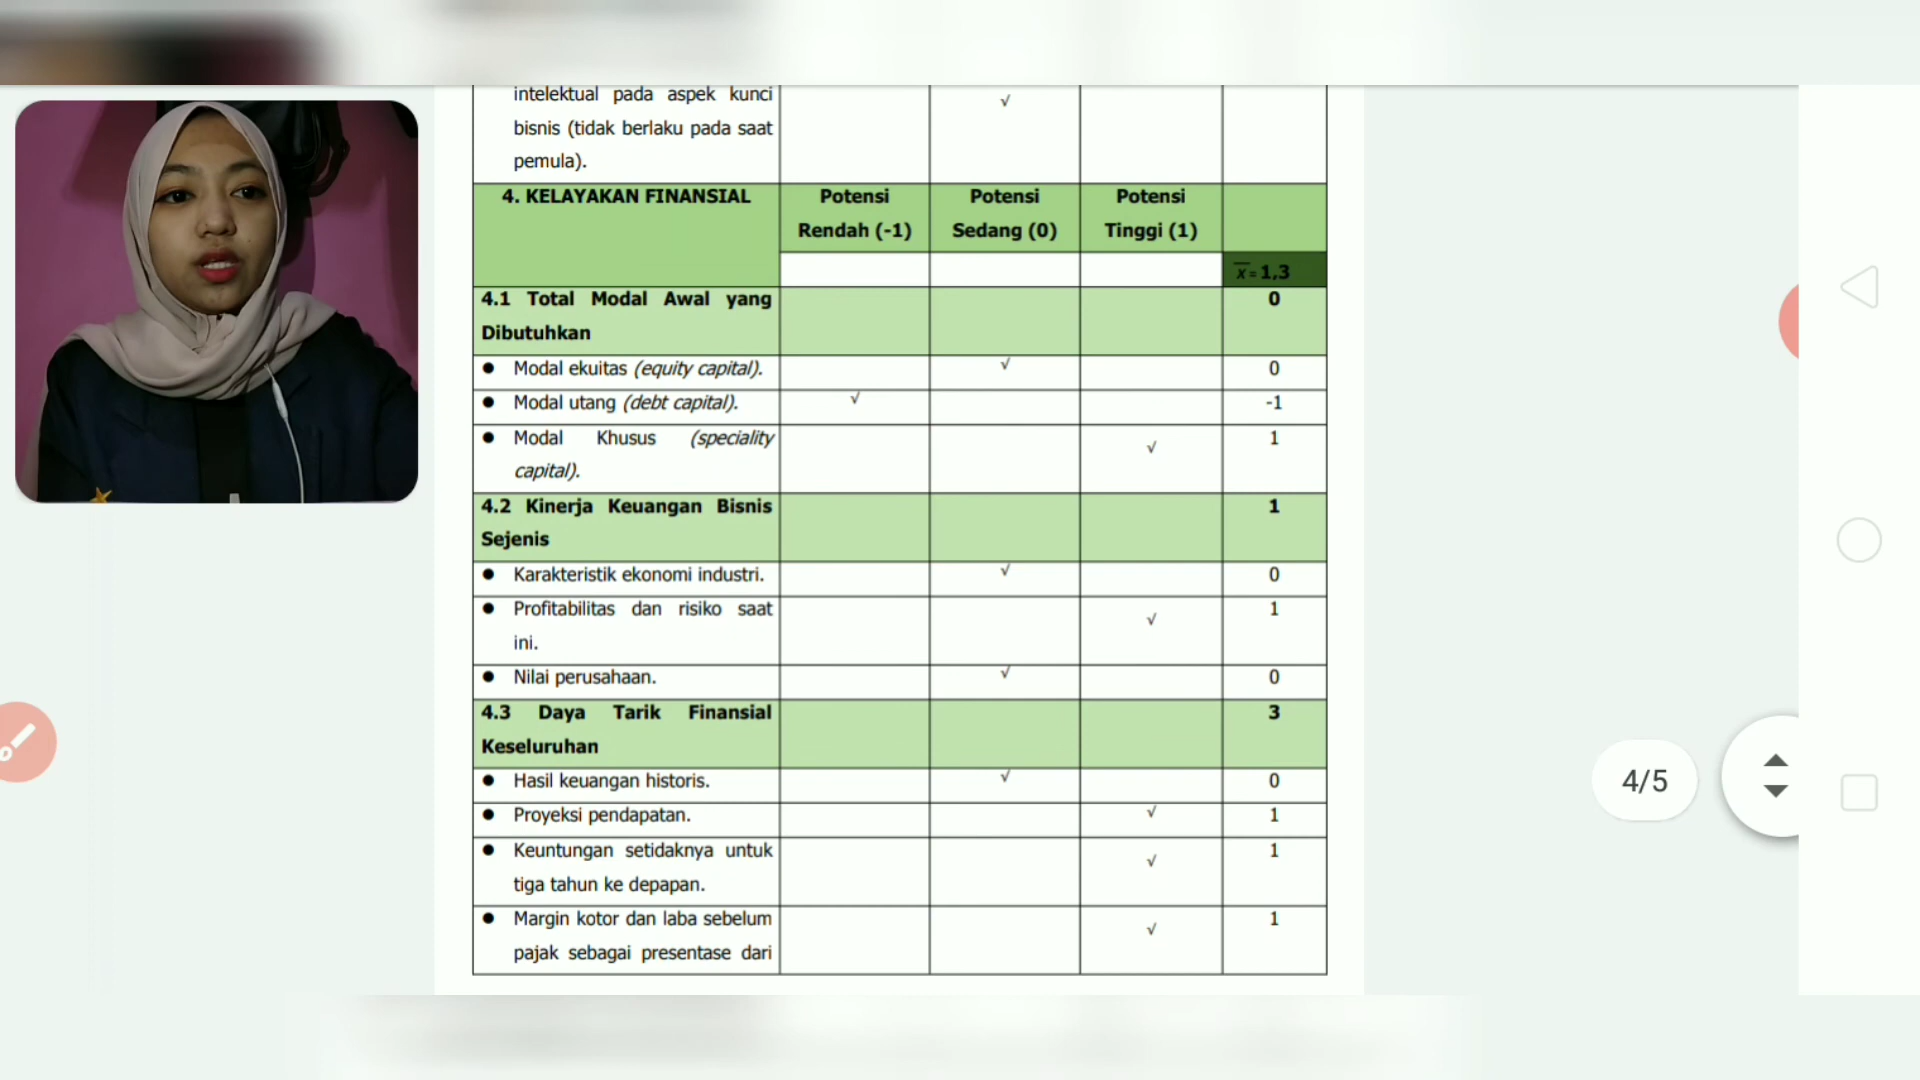 intelektual pada aspek kunci
bisnis (tidak berlaku pada saat
pemula).
√
4. KELAYAKAN FINANSIAL
Potensi
Rendah (-1)
Potensi
Sedang (0)
Potensi
Tinggi (1)
x = 1,3
4.1 Total Modal Awal yang
Dibutuhkan
0
● Modal ekuitas (equity capital). √ 0
● Modal utang (debt capital). √ -1
● Modal Khusus (speciality
capital).
√ 1
4.2 Kinerja Keuangan Bisnis
Sejenis
1
● Karakteristik ekonomi industri. √ 0
● Profitabilitas dan risiko saat
ini.
√ 1
● Nilai perusahaan. √ 0
4.3 Daya Tarik Finansial
Keseluruhan
3
● Hasil keuangan historis. √ 0
● Proyeksi pendapatan. √ 1
● Keuntungan setidaknya untuk
tiga tahun ke depapan.
√ 1
● Margin kotor dan laba sebelum
pajak sebagai presentase dari
√ 1
4/5